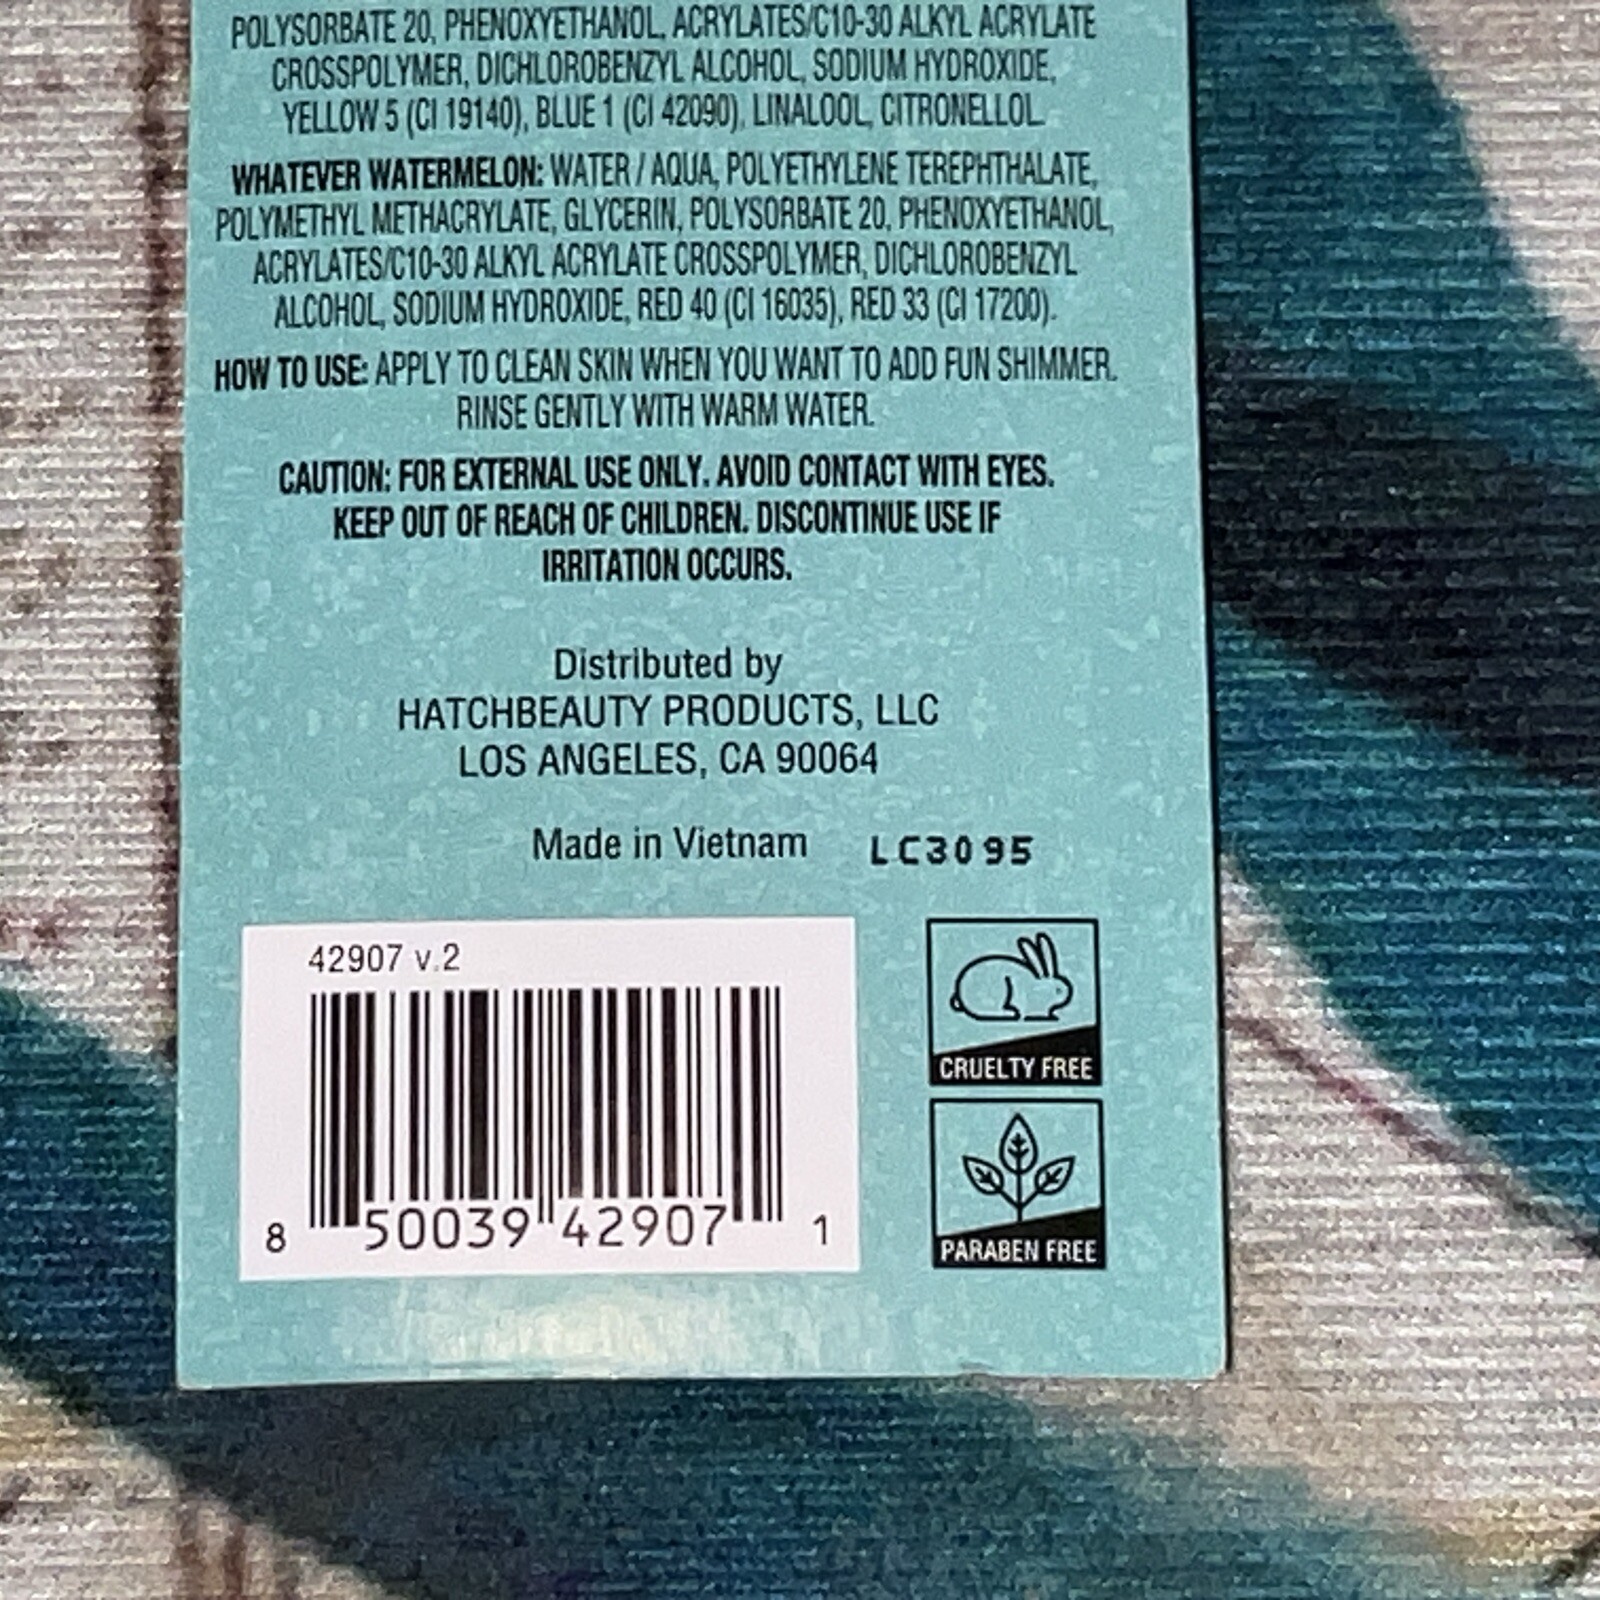 POLYSORBATE 20, PHENOXYETHANOL, ACRYLATES/C10-30 ALKYL ACRYLATE
CROSSPOLYMER, DICHLOROBENZYL ALCOHOL, SODIUM HYDROXIDE,
YELLOW 5 (CI 19140), BLUE 1 (CI 42090), LINALOOL, CITRONELLOL.
WHATEVER WATERMELON: WATER / AQUA, POLYETHYLENE TEREPHTHALATE,
POLYMETHYL METHACRYLATE, GLYCERIN, POLYSORBATE 20, PHENOXYETHANOL,
ACRYLATES/C10-30 ALKYL ACRYLATE CROSSPOLYMER, DICHLOROBENZYL
ALCOHOL, SODIUM HYDROXIDE, RED 40 (CI 16035), RED 33 (CI 17200).
HOW TO USE: APPLY TO CLEAN SKIN WHEN YOU WANT TO ADD FUN SHIMMER.
RINSE GENTLY WITH WARM WATER.
CAUTION: FOR EXTERNAL USE ONLY. AVOID CONTACT WITH EYES.
KEEP OUT OF REACH OF CHILDREN. DISCONTINUE USE IF
IRRITATION OCCURS.
Distributed by
HATCHBEAUTY PRODUCTS, LLC
LOS ANGELES, CA 90064
Made in Vietnam LC3095
42907 v.2
8 50039 42907 1
CRUELTY FREE
PARABEN FREE